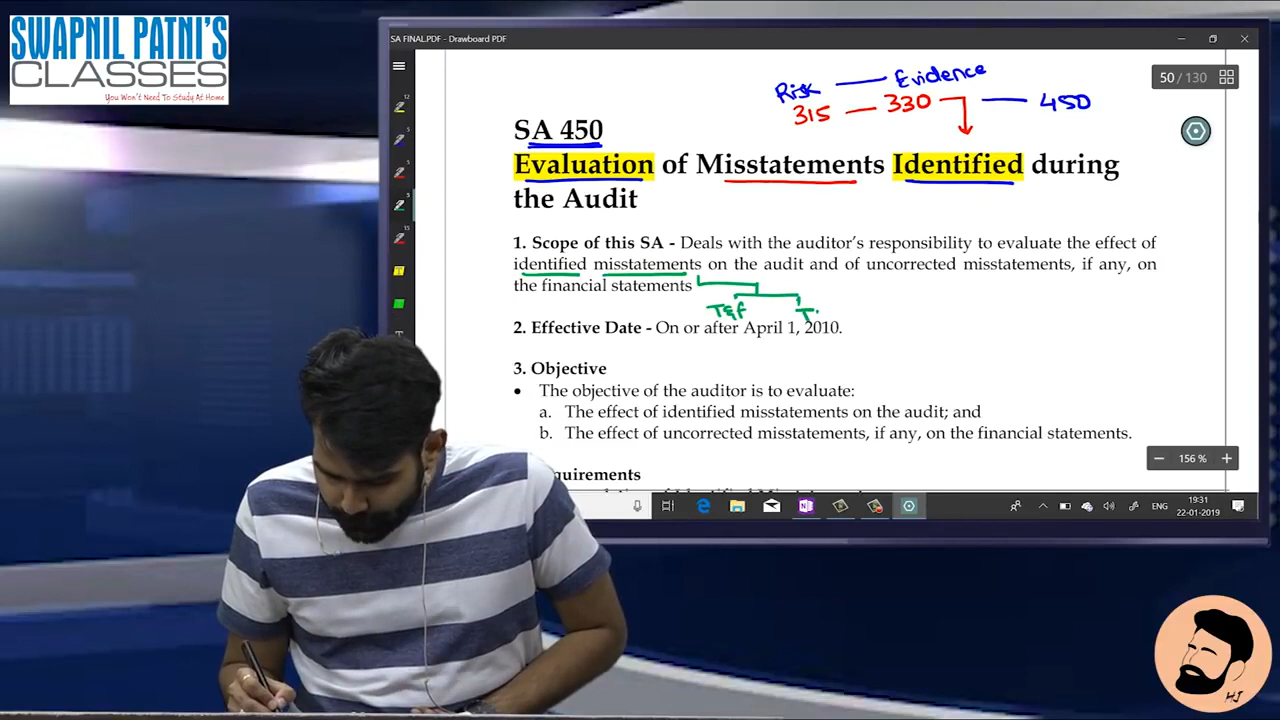 SWAPNIL PATNI'S
CLASSES
You Won't Need To Study At Home
SA FINAL.PDF - Drawboard PDF
50 / 130
Risk — Evidence
315 — 330 — 450
SA 450
Evaluation of Misstatements Identified during
the Audit
1. Scope of this SA - Deals with the auditor's responsibility to evaluate the effect of
identified misstatements on the audit and of uncorrected misstatements, if any, on
the financial statements
T&F T.
2. Effective Date - On or after April 1, 2010.
3. Objective
• The objective of the auditor is to evaluate:
a. The effect of identified misstatements on the audit; and
b. The effect of uncorrected misstatements, if any, on the financial statements.
quirements
156 %
ENG
19:31
22-01-2019
HJ